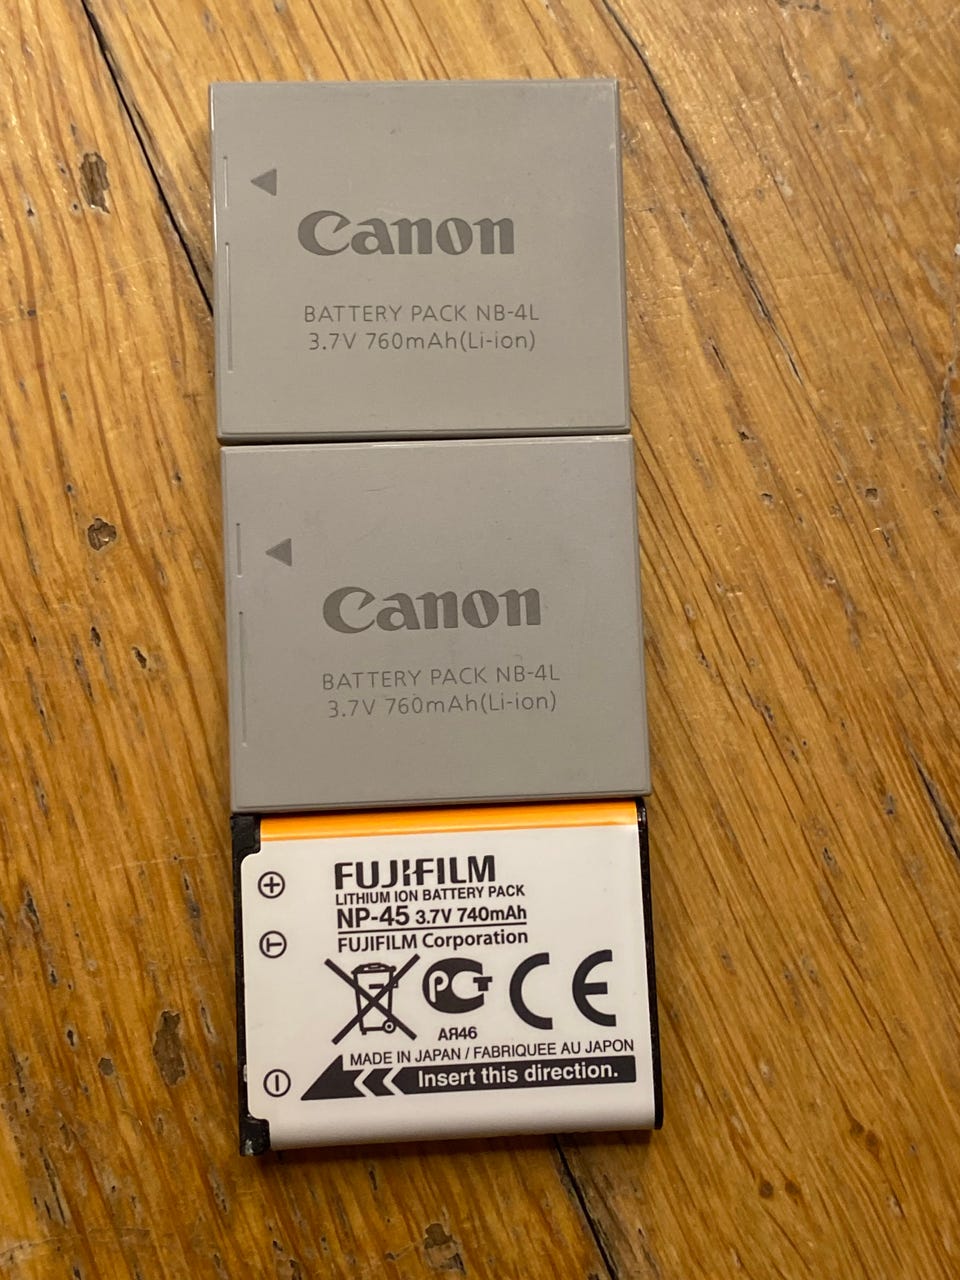 Canon
BATTERY PACK NB-4L
3.7V 760mAh(Li-ion)
Canon
BATTERY PACK NB-4L
3.7V 760mAh(Li-ion)
FUJIFILM
LITHIUM ION BATTERY PACK
NP-45 3.7V 740mAh
FUJIFILM Corporation
PCT CE
АЯ46
MADE IN JAPAN / FABRIQUEE AU JAPON
Insert this direction.